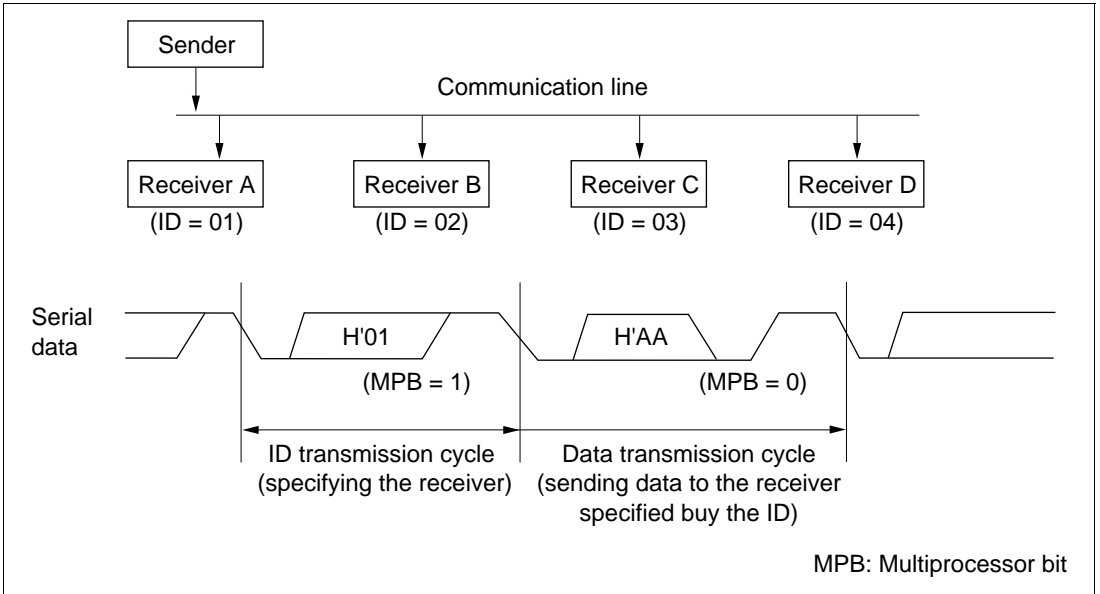 Sender
Communication line
Receiver A
Receiver B
Receiver C
Receiver D
(ID = 01)
(ID = 02)
(ID = 03)
(ID = 04)
Serial
data
H'01
H'AA
(MPB = 1)
(MPB = 0)
ID transmission cycle
(specifying the receiver)
Data transmission cycle
(sending data to the receiver
specified buy the ID)
MPB: Multiprocessor bit